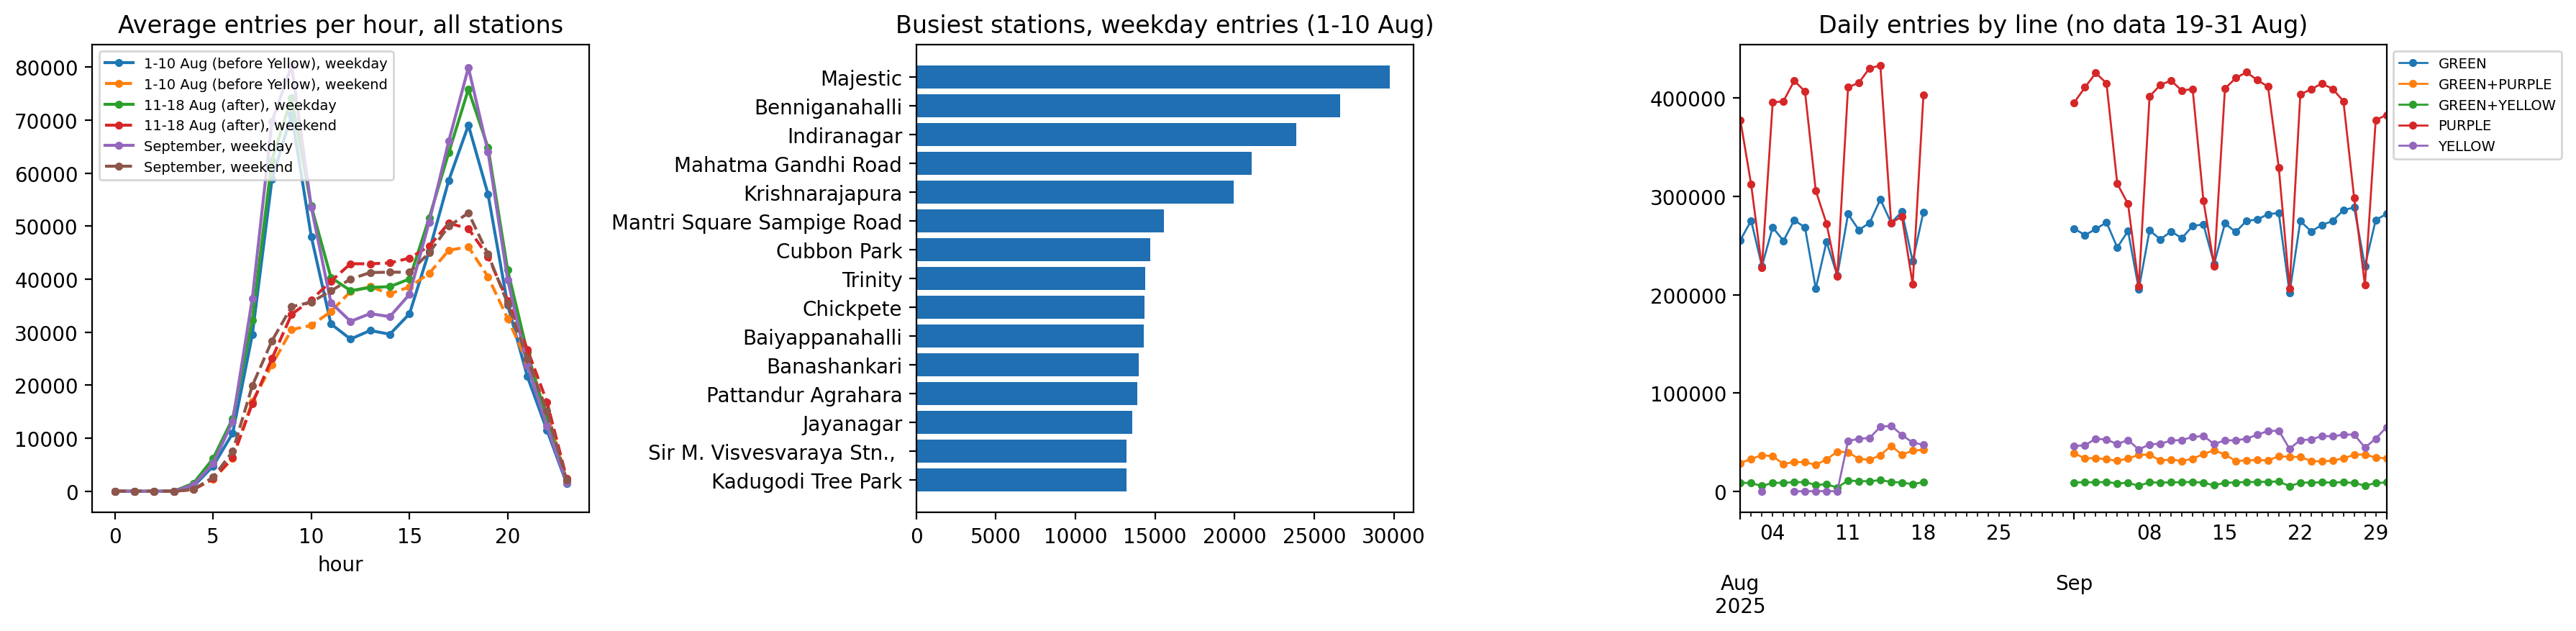 Average entries per hour, all stations
1-10 Aug (before Yellow), weekday
1-10 Aug (before Yellow), weekend
11-18 Aug (after), weekday
11-18 Aug (after), weekend
September, weekday
September, weekend
80000
70000
60000
50000
40000
30000
20000
10000
0
0 5 10 15 20
hour
Busiest stations, weekday entries (1-10 Aug)
Majestic
Benniganahalli
Indiranagar
Mahatma Gandhi Road
Krishnarajapura
Mantri Square Sampige Road
Cubbon Park
Trinity
Chickpete
Baiyappanahalli
Banashankari
Pattandur Agrahara
Jayanagar
Sir M. Visvesvaraya Stn.,
Kadugodi Tree Park
0 5000 10000 15000 20000 25000 30000
Daily entries by line (no data 19-31 Aug)
GREEN
GREEN+PURPLE
GREEN+YELLOW
PURPLE
YELLOW
400000
300000
200000
100000
0
04 11 18 25 08 15 22 29
Aug Sep
2025